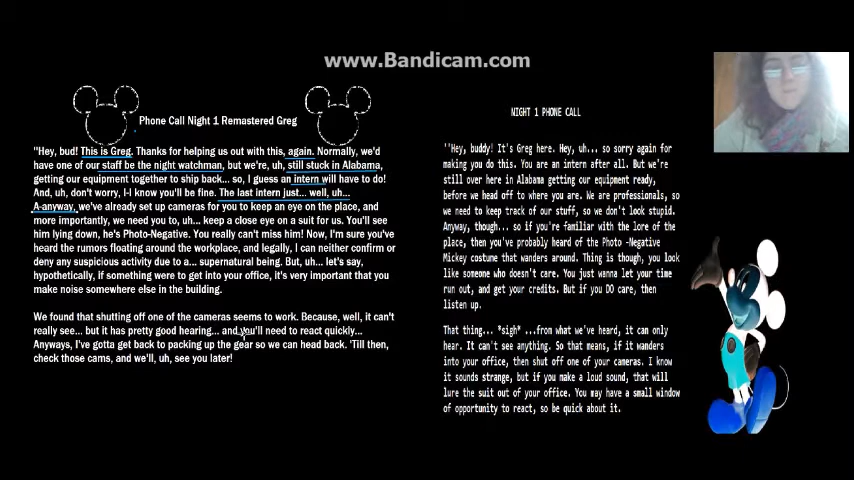 www.Bandicam.com
Phone Call Night 1 Remastered Greg
"Hey, bud! This is Greg. Thanks for helping us out with this, again. Normally, we'd
have one of our staff be the night watchman, but we're, uh, still stuck in Alabama,
getting our equipment together to ship back... so, I guess an intern will have to do!
And, uh, don't worry, I-I know you'll be fine. The last intern just... well, uh...
A-anyway, we've already set up cameras for you to keep an eye on the place, and
more importantly, we need you to, uh... keep a close eye on a suit for us. You'll see
him lying down, he's Photo-Negative. You really can't miss him! Now, I'm sure you've
heard the rumors floating around the workplace, and legally, I can neither confirm or
deny any suspicious activity due to a... supernatural being. But, uh... let's say,
hypothetically, if something were to get into your office, it's very important that you
make noise somewhere else in the building.
We found that shutting off one of the cameras seems to work. Because, well, it can't
really see... but it has pretty good hearing... and you'll need to react quickly...
Anyways, I've gotta get back to packing up the gear so we can head back. 'Till then,
check those cams, and we'll, uh, see you later!
NIGHT 1 PHONE CALL
''Hey, buddy! It's Greg here. Hey, uh... so sorry again for
making you do this. You are an intern after all. But we're
still over here in Alabama getting our equipment ready,
before we head off to where you are. We are professionals, so
we need to keep track of our stuff, so we don't look stupid.
Anyway, though... so if you're familiar with the lore of the
place, then you've probably heard of the Photo -Negative
Mickey costume that wanders around. Thing is though, you look
like someone who doesn't care. You just wanna let your time
run out, and get your credits. But if you DO care, then
listen up.
That thing... *sigh* ...from what we've heard, it can only
hear. It can't see anything. So that means, if it wanders
into your office, then shut off one of your cameras. I know
it sounds strange, but if you make a loud sound, that will
lure the suit out of your office. You may have a small window
of opportunity to react, so be quick about it.